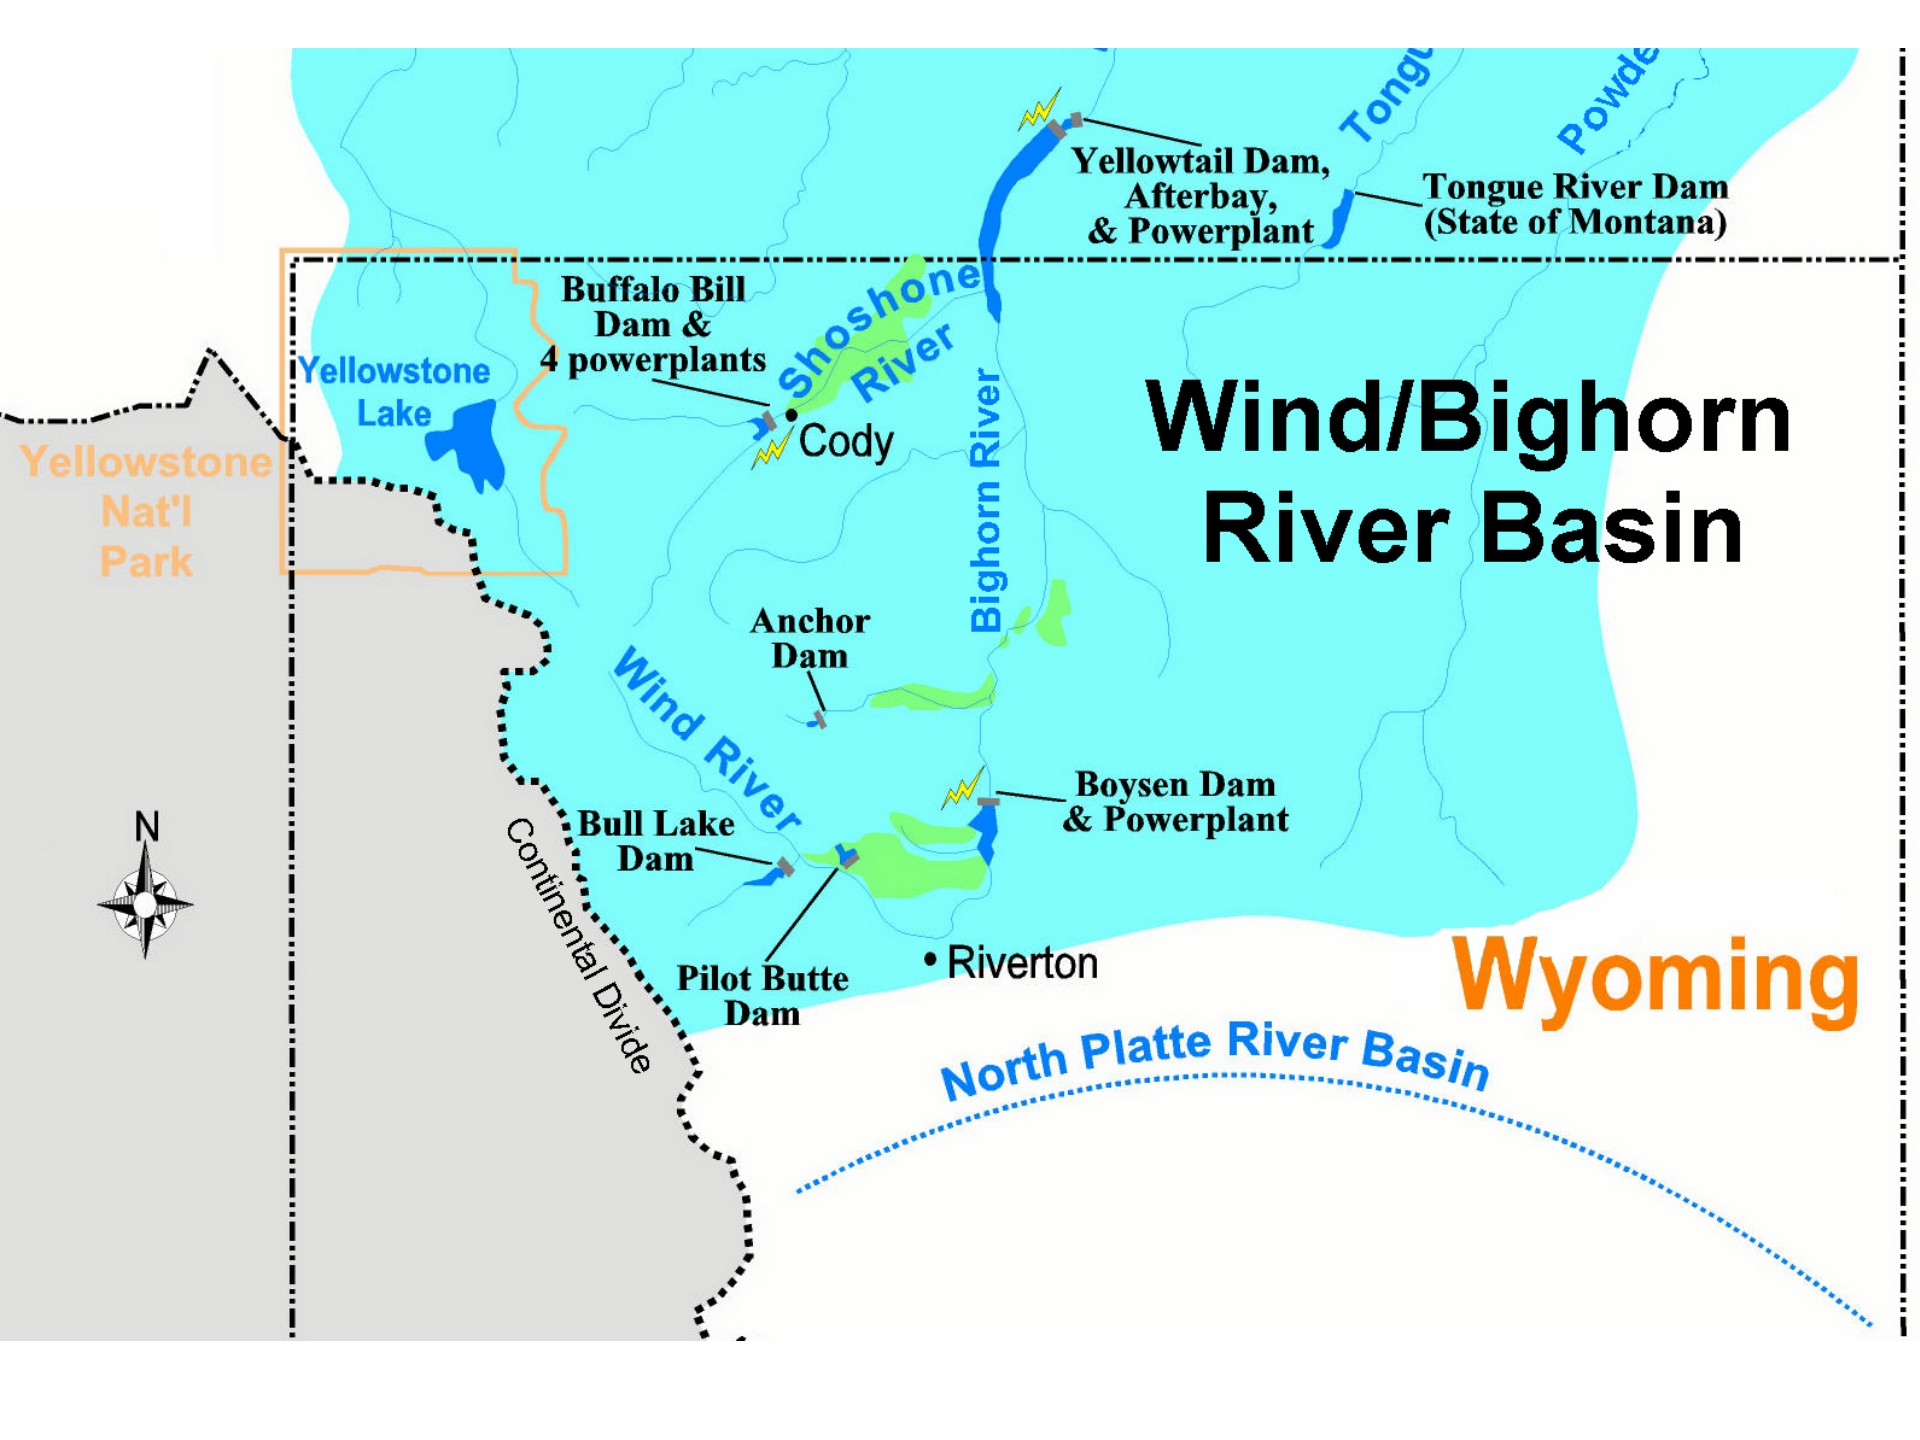 Tongu
Powde
Yellowtail Dam,
Afterbay,
& Powerplant
Tongue River Dam
(State of Montana)
Buffalo Bill
Dam &
4 powerplants
Shoshone
River
Yellowstone
Lake
Cody
Yellowstone
Nat'l
Park
Bighorn River
Wind/Bighorn
River Basin
Anchor
Dam
Wind River
Boysen Dam
& Powerplant
Bull Lake
Dam
N
Continental Divide
Pilot Butte
Dam
Riverton
Wyoming
North Platte River Basin